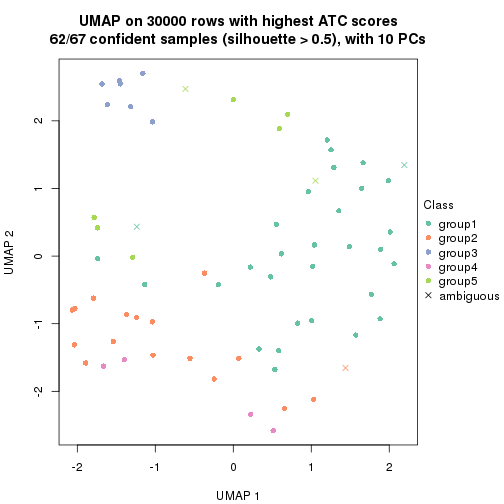 UMAP on 30000 rows with highest ATC scores
62/67 confident samples (silhouette > 0.5), with 10 PCs
UMAP 2
2
1
0
-1
-2
-2
-1
0
1
2
UMAP 1
Class
group1
group2
group3
group4
group5
ambiguous